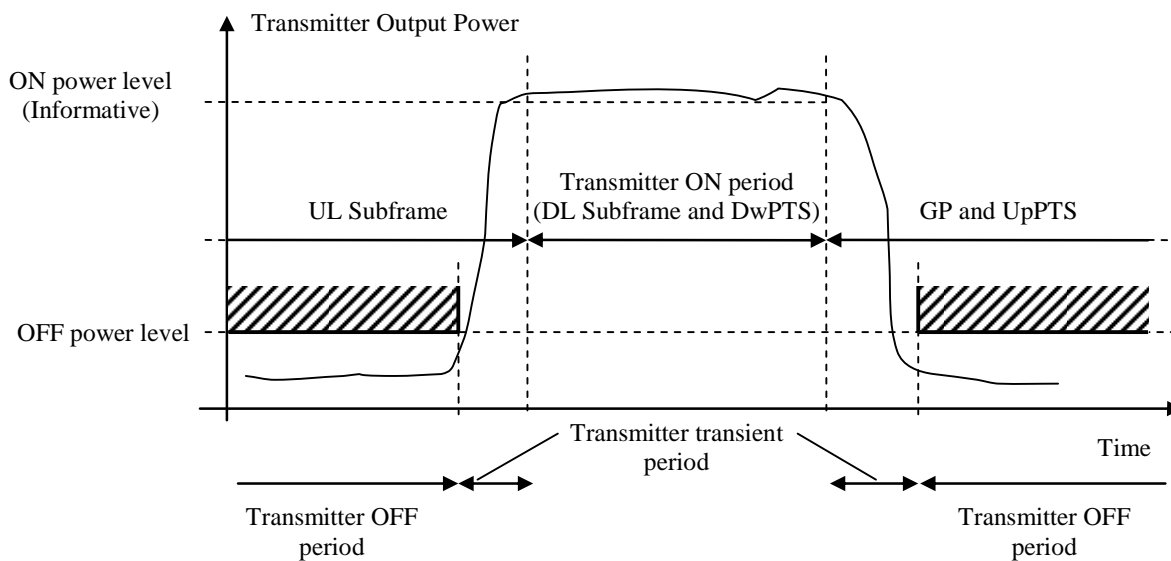 Transmitter Output Power
ON power level
(Informative)
Transmitter ON period
UL Subframe
(DL Subframe and DwPTS)
GP and UpPTS
OFF power level
Transmitter transient
period
Time
Transmitter OFF
period
Transmitter OFF
period